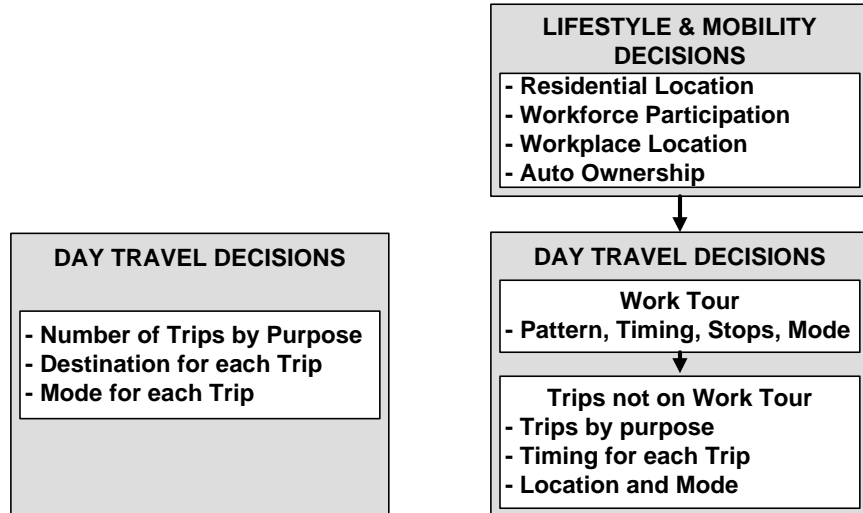 LIFESTYLE & MOBILITY
DECISIONS
- Residential Location
- Workforce Participation
- Workplace Location
- Auto Ownership
DAY TRAVEL DECISIONS
- Number of Trips by Purpose
- Destination for each Trip
- Mode for each Trip
DAY TRAVEL DECISIONS
Work Tour
- Pattern, Timing, Stops, Mode
Trips not on Work Tour
- Trips by purpose
- Timing for each Trip
- Location and Mode